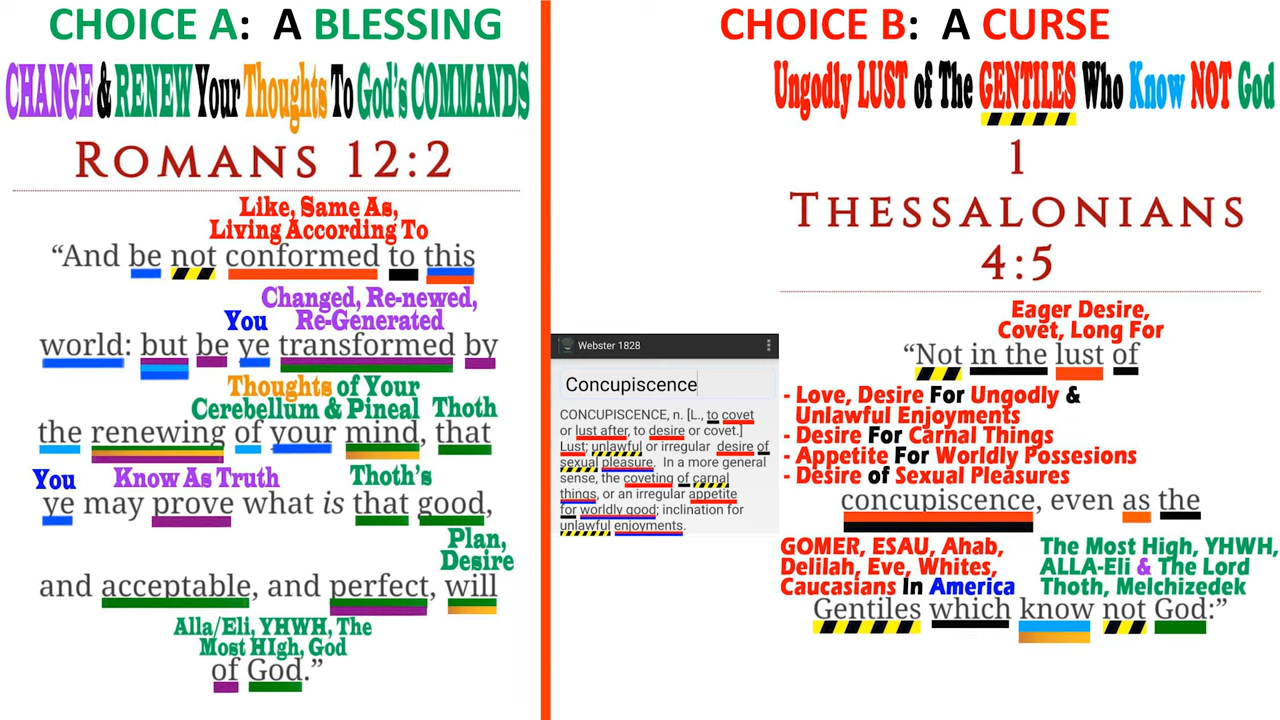 CHOICE A: A BLESSING
CHANGE & RENEW Your Thoughts To God's COMMANDS
ROMANS 12:2
Like, Same As,
Living According To
“And be not conformed to this
Changed, Re-newed,
You Re-Generated
world: but be ye transformed by
Thoughts of Your
Cerebellum & Pineal Thoth
the renewing of your mind, that
You Know As Truth Thoth's
ye may prove what is that good,
Plan,
Desire
and acceptable, and perfect, will
Alla/Eli, YHWH, The
Most HIgh, God
of God.”
Webster 1828
Concupiscence
CONCUPISCENCE, n. [L., to covet
or lust after, to desire or covet.]
Lust; unlawful or irregular desire of
sexual pleasure. In a more general
sense, the coveting of carnal
things, or an irregular appetite
for worldly good; inclination for
unlawful enjoyments.
CHOICE B: A CURSE
Ungodly LUST of The GENTILES Who Know NOT God
1
THESSALONIANS
4:5
Eager Desire,
Covet, Long For
“Not in the lust of
- Love, Desire For Ungodly &
Unlawful Enjoyments
- Desire For Carnal Things
- Appetite For Worldly Possesions
- Desire of Sexual Pleasures
concupiscence, even as the
GOMER, ESAU, Ahab,
Delilah, Eve, Whites,
Caucasians In America
The Most High, YHWH,
ALLA-Eli & The Lord
Thoth, Melchizedek
Gentiles which know not God:”